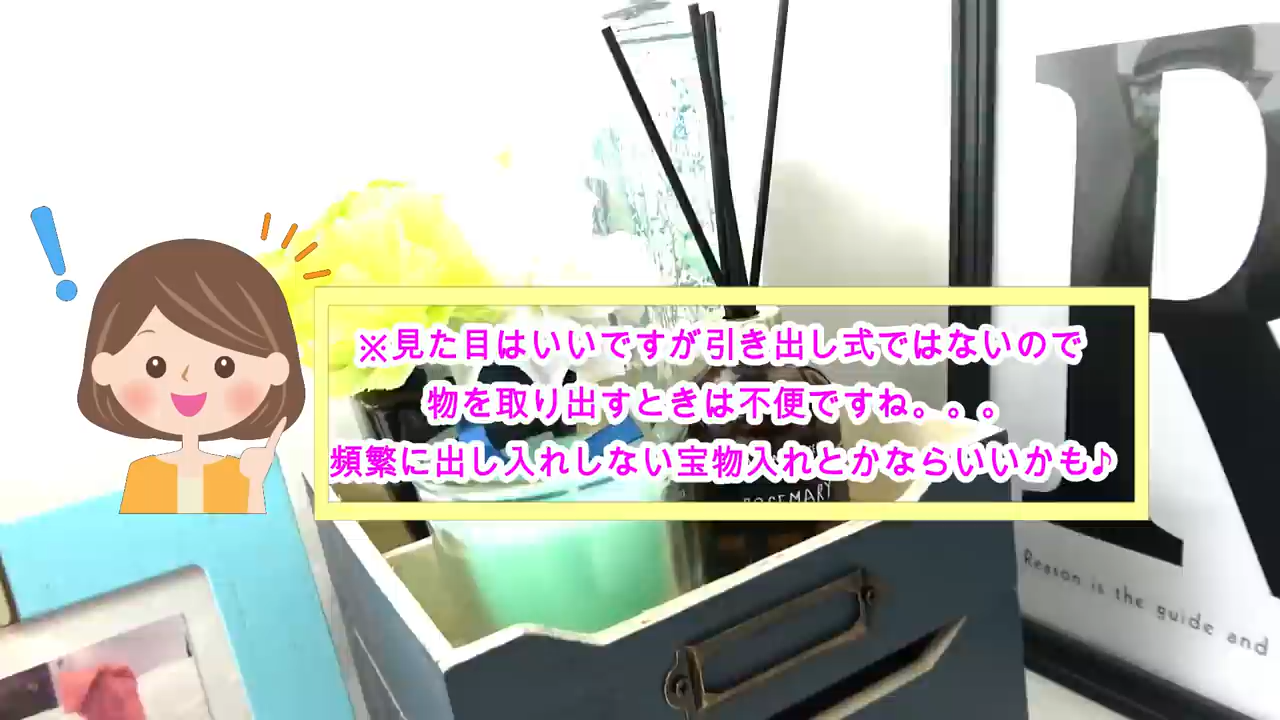 ※見た目はいいですが引き出し式ではないので
物を取り出すときは不便ですね。。。
頻繁に出し入れしない宝物入れとかならいいかも♪
ROSEMARY
R
Reason is the guide and